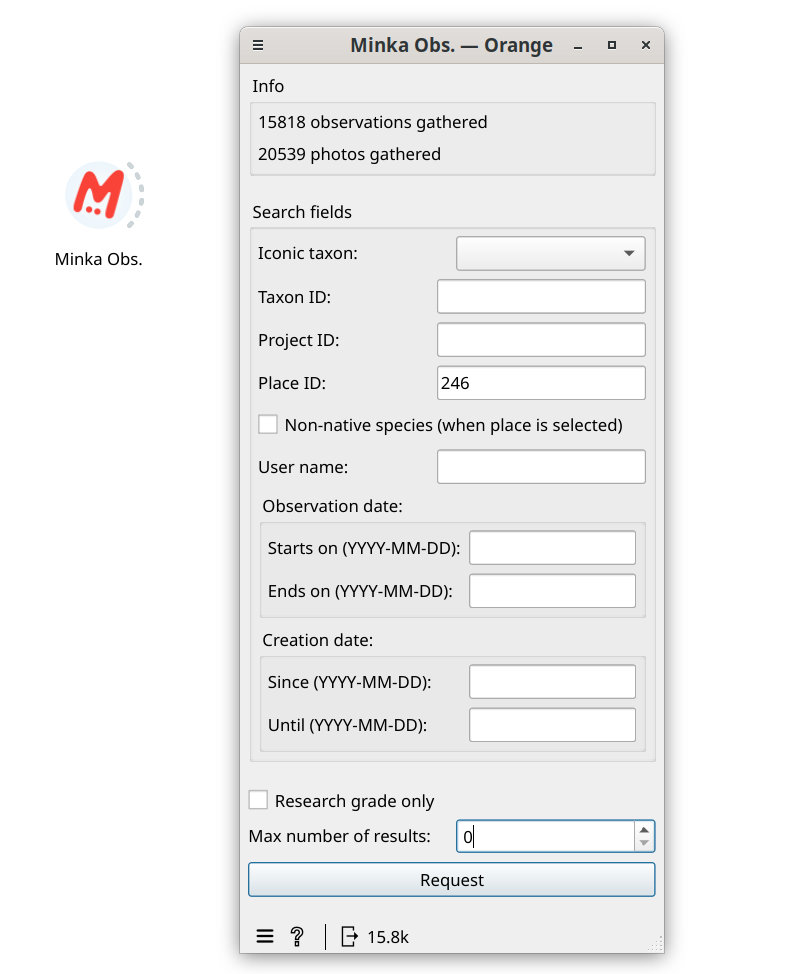 Minka Obs. — Orange
Info
15818 observations gathered
20539 photos gathered
Minka Obs.
Search fields
Iconic taxon:
Taxon ID:
Project ID:
Place ID: 246
Non-native species (when place is selected)
User name:
Observation date:
Starts on (YYYY-MM-DD):
Ends on (YYYY-MM-DD):
Creation date:
Since (YYYY-MM-DD):
Until (YYYY-MM-DD):
Research grade only
Max number of results: 0
Request
? 15.8k